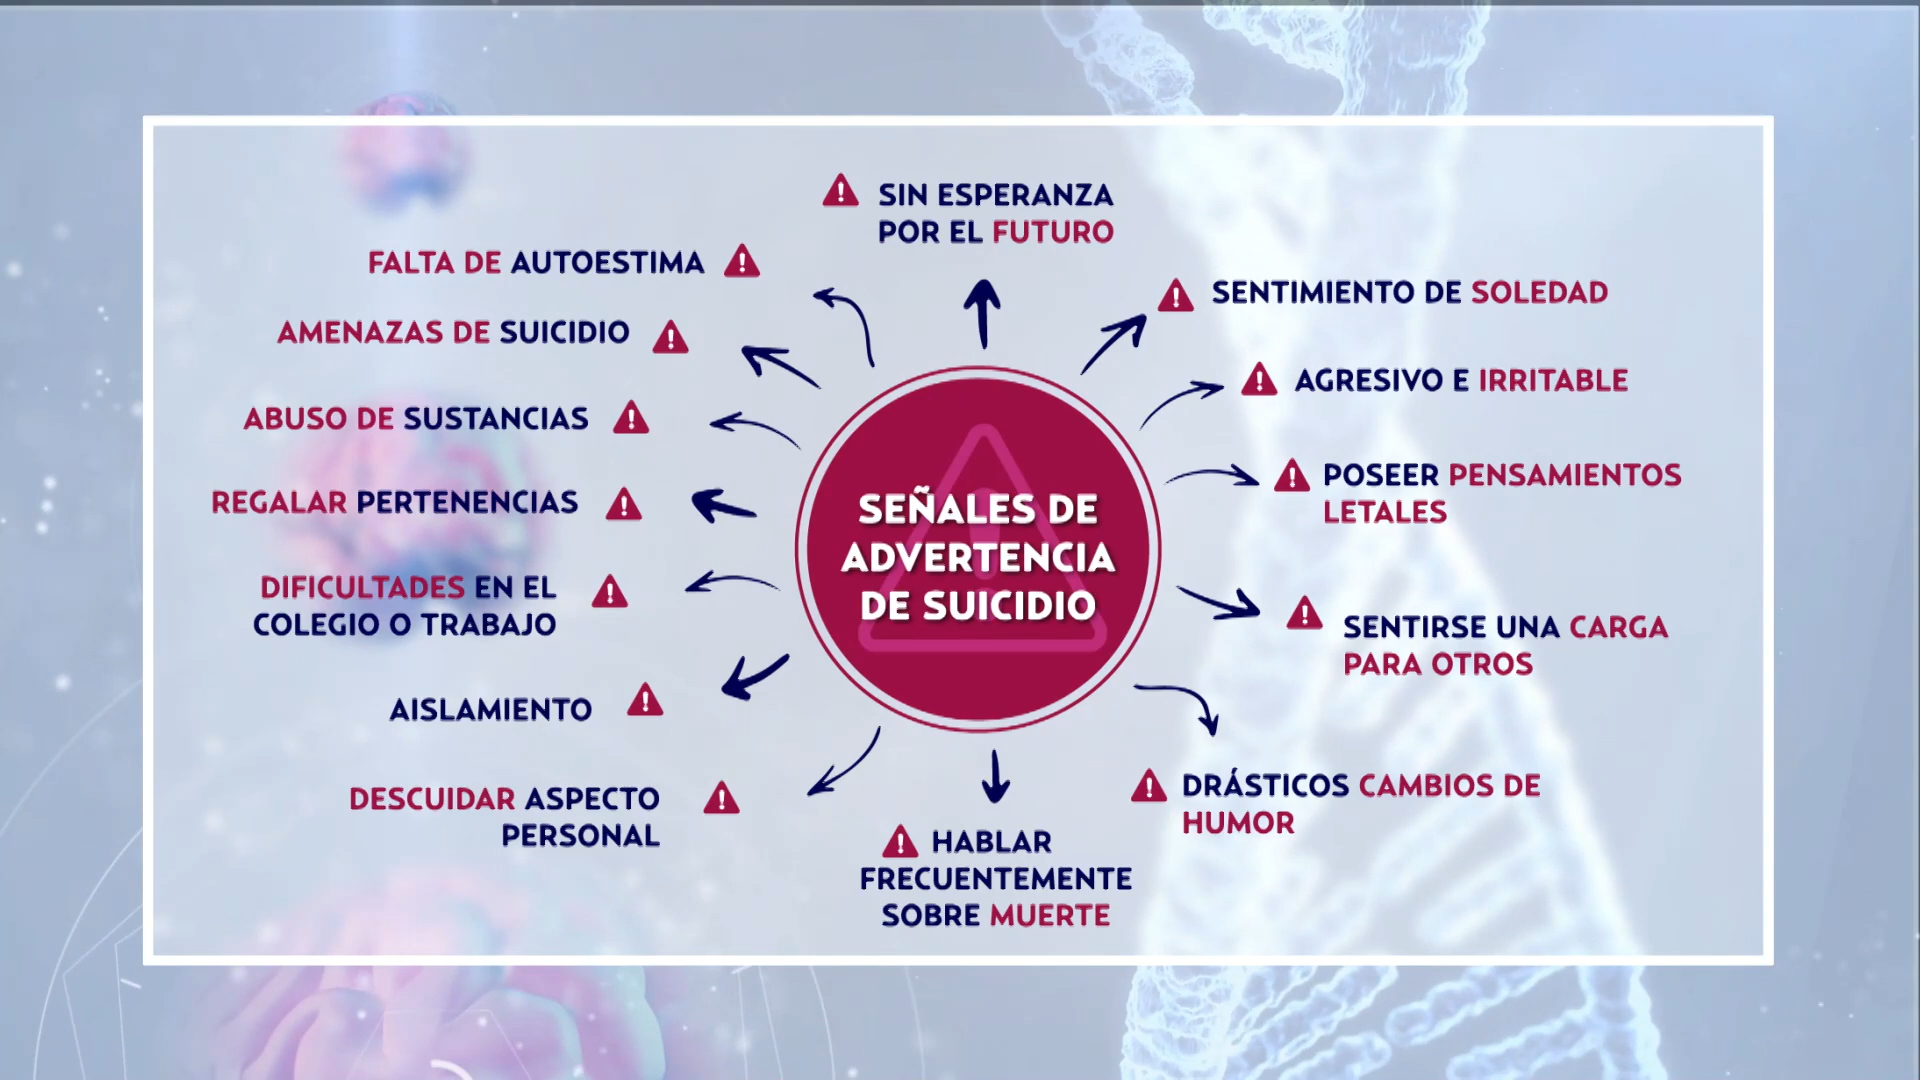 SIN ESPERANZA
POR EL FUTURO
FALTA DE AUTOESTIMA
AMENAZAS DE SUICIDIO
ABUSO DE SUSTANCIAS
REGALAR PERTENENCIAS
DIFICULTADES EN EL
COLEGIO O TRABAJO
AISLAMIENTO
DESCUIDAR ASPECTO
PERSONAL
SEÑALES DE
ADVERTENCIA
DE SUICIDIO
SENTIMIENTO DE SOLEDAD
AGRESIVO E IRRITABLE
POSEER PENSAMIENTOS
LETALES
SENTIRSE UNA CARGA
PARA OTROS
DRÁSTICOS CAMBIOS DE
HUMOR
HABLAR
FRECUENTEMENTE
SOBRE MUERTE